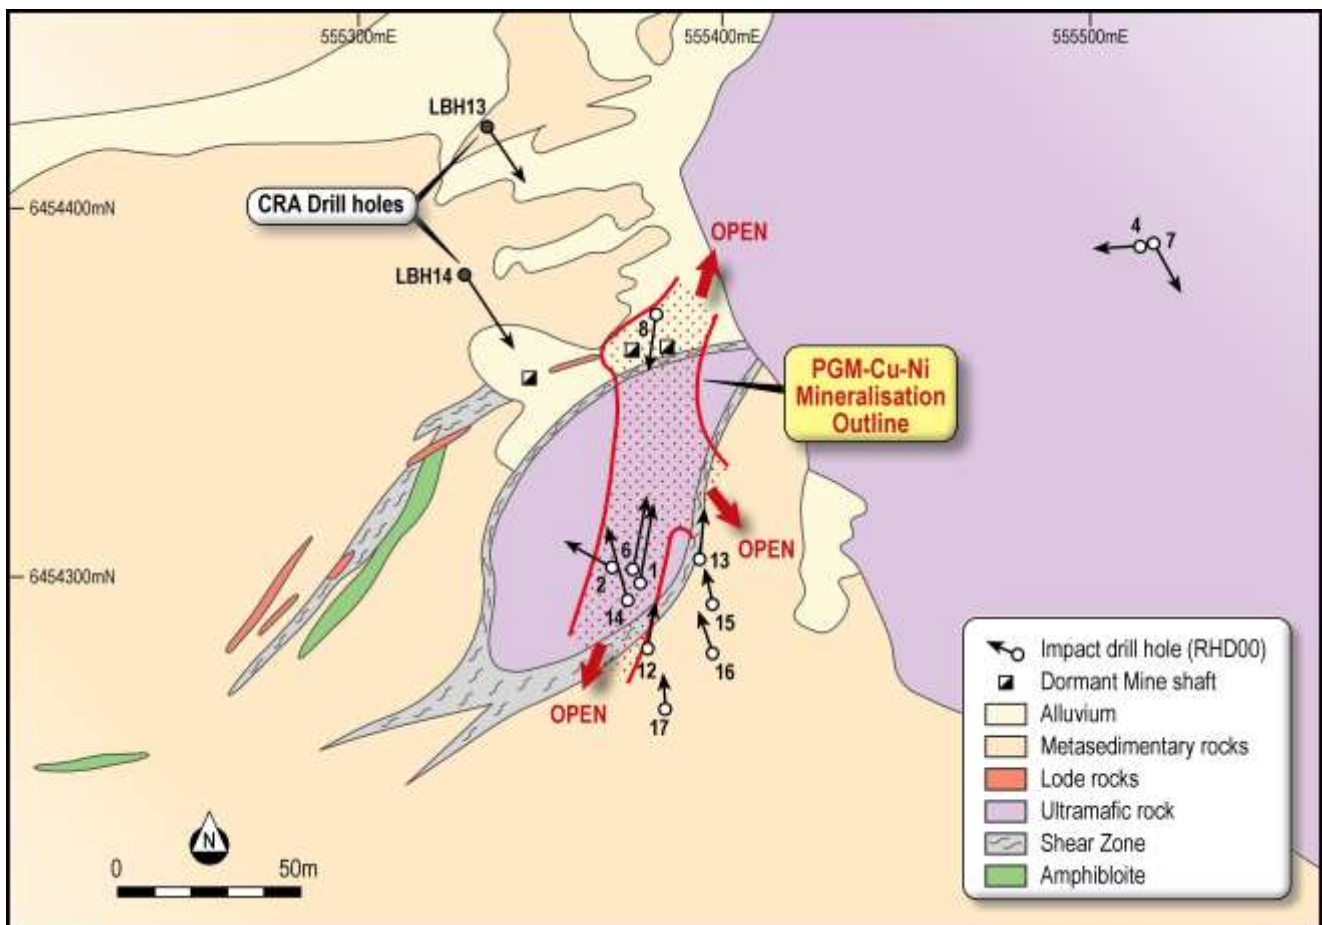 555300mE
555400mE
555500mE
LBH13
6454400mN
CRA Drill holes
OPEN
4
7
LBH14
8
PGM-Cu-Ni
Mineralisation
Outline
OPEN
6
1
2
13
6454300mN
14
15
12
16
OPEN
17
Impact drill hole (RHD00)
Dormant Mine shaft
Alluvium
Metasedimentary rocks
Lode rocks
Ultramafic rock
Shear Zone
Amphibloite
N
0
50m